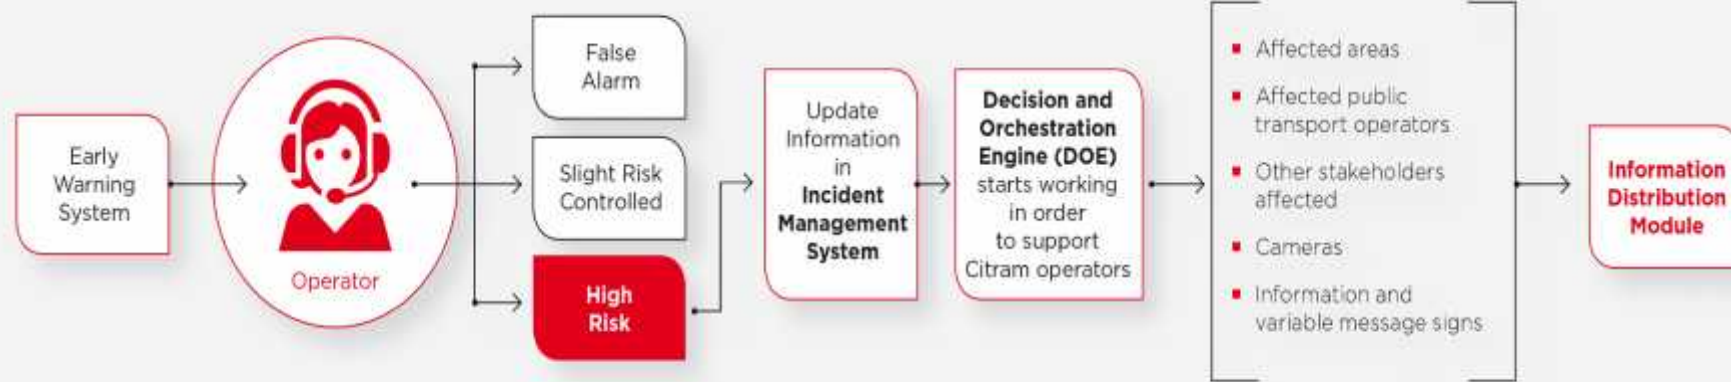 Early
Warning
System
Operator
False
Alarm
Slight Risk
Controlled
High
Risk
Update
Information
in
Incident
Management
System
Decision and
Orchestration
Engine (DOE)
starts working
in order
to support
Citram operators
Affected areas
Affected public
transport operators
Other stakeholders
affected
Cameras
Information and
variable message signs
Information
Distribution
Module